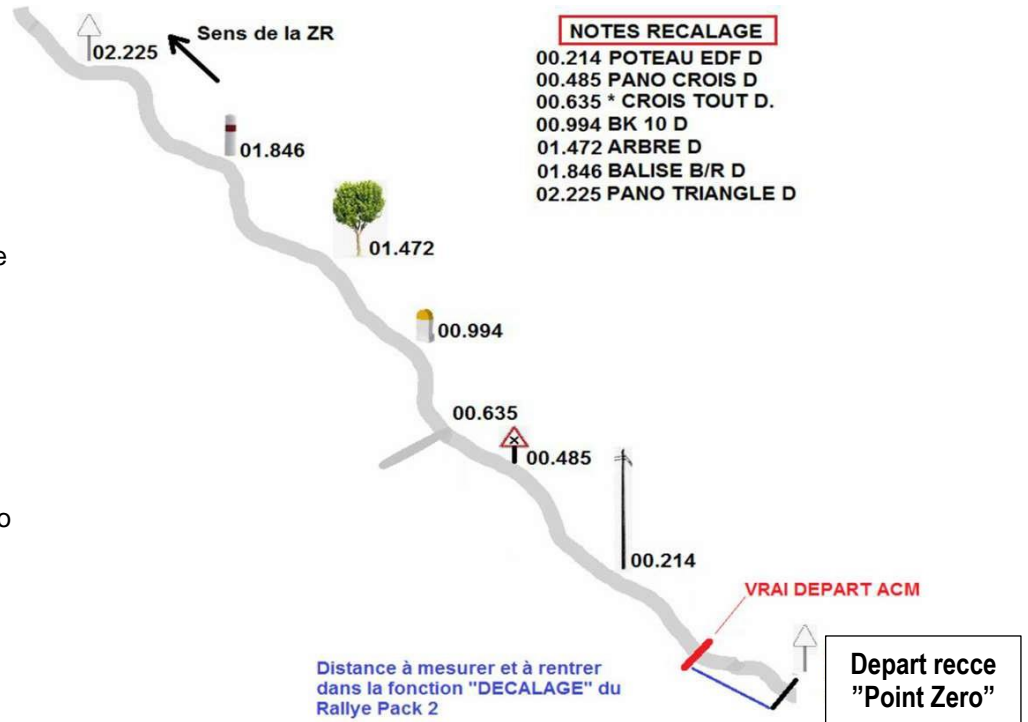 02.225
Sens de la ZR
NOTES RECALAGE
00.214 POTEAU EDF D
00.485 PANO CROIS D
00.635 * CROIS TOUT D.
00.994 BK 10 D
01.472 ARBRE D
01.846 BALISE B/R D
02.225 PANO TRIANGLE D
01.846
e
01.472
00.994
00.635
00.485
o
00.214
VRAI DEPART ACM
Distance à mesurer et à rentrer
dans la fonction "DECALAGE" du
Rallye Pack 2
Depart recce
”Point Zero”